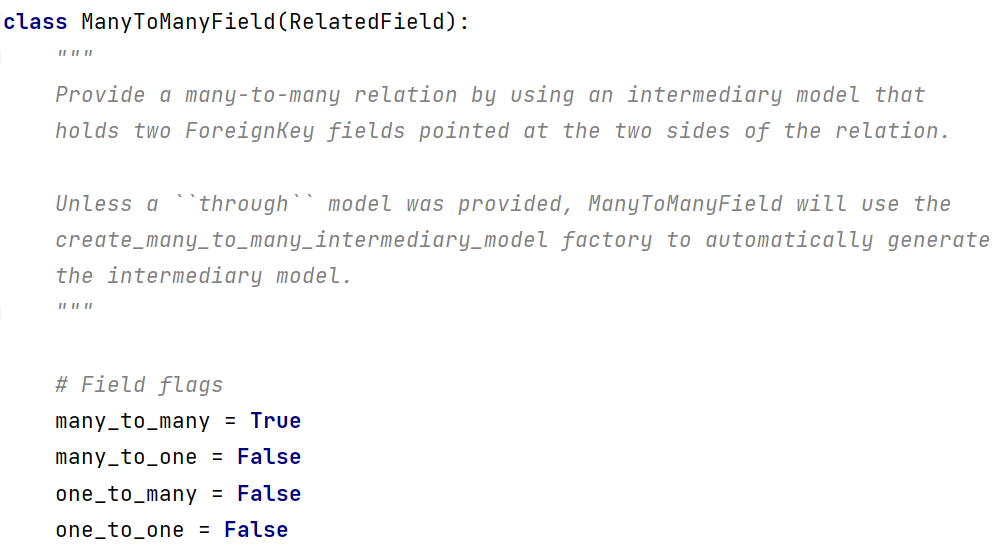 class ManyToManyField(RelatedField):
    """
    Provide a many-to-many relation by using an intermediary model that
    holds two ForeignKey fields pointed at the two sides of the relation.

    Unless a ``through`` model was provided, ManyToManyField will use the
    create_many_to_many_intermediary_model factory to automatically generate
    the intermediary model.
    """

    # Field flags
    many_to_many = True
    many_to_one = False
    one_to_many = False
    one_to_one = False